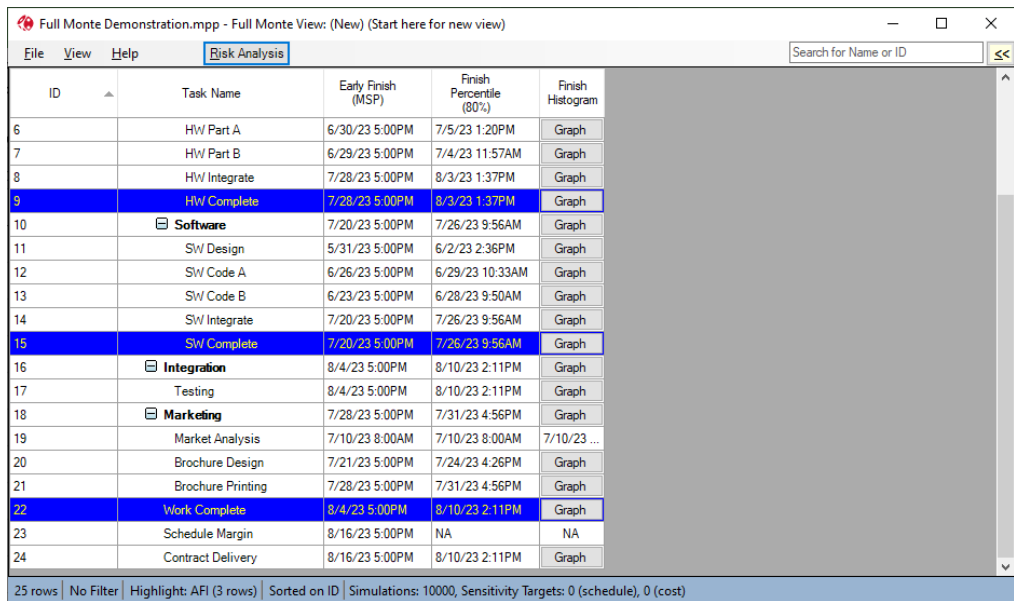 Full Monte Demonstration.mpp - Full Monte View: (New) (Start here for new view)
File View Help Risk Analysis Search for Name or ID <<
ID Task Name Early Finish (MSP) Finish Percentile (80%) Finish Histogram
6 HW Part A 6/30/23 5:00PM 7/5/23 1:20PM Graph
7 HW Part B 6/29/23 5:00PM 7/4/23 11:57AM Graph
8 HW Integrate 7/28/23 5:00PM 8/3/23 1:37PM Graph
9 HW Complete 7/28/23 5:00PM 8/3/23 1:37PM Graph
10 Software 7/20/23 5:00PM 7/26/23 9:56AM Graph
11 SW Design 5/31/23 5:00PM 6/2/23 2:36PM Graph
12 SW Code A 6/26/23 5:00PM 6/29/23 10:33AM Graph
13 SW Code B 6/23/23 5:00PM 6/28/23 9:50AM Graph
14 SW Integrate 7/20/23 5:00PM 7/26/23 9:56AM Graph
15 SW Complete 7/20/23 5:00PM 7/26/23 9:56AM Graph
16 Integration 8/4/23 5:00PM 8/10/23 2:11PM Graph
17 Testing 8/4/23 5:00PM 8/10/23 2:11PM Graph
18 Marketing 7/28/23 5:00PM 7/31/23 4:56PM Graph
19 Market Analysis 7/10/23 8:00AM 7/10/23 8:00AM 7/10/23 ...
20 Brochure Design 7/21/23 5:00PM 7/24/23 4:26PM Graph
21 Brochure Printing 7/28/23 5:00PM 7/31/23 4:56PM Graph
22 Work Complete 8/4/23 5:00PM 8/10/23 2:11PM Graph
23 Schedule Margin 8/16/23 5:00PM NA NA
24 Contract Delivery 8/16/23 5:00PM 8/10/23 2:11PM Graph
25 rows No Filter Highlight: AFI (3 rows) Sorted on ID Simulations: 10000, Sensitivity Targets: 0 (schedule), 0 (cost)